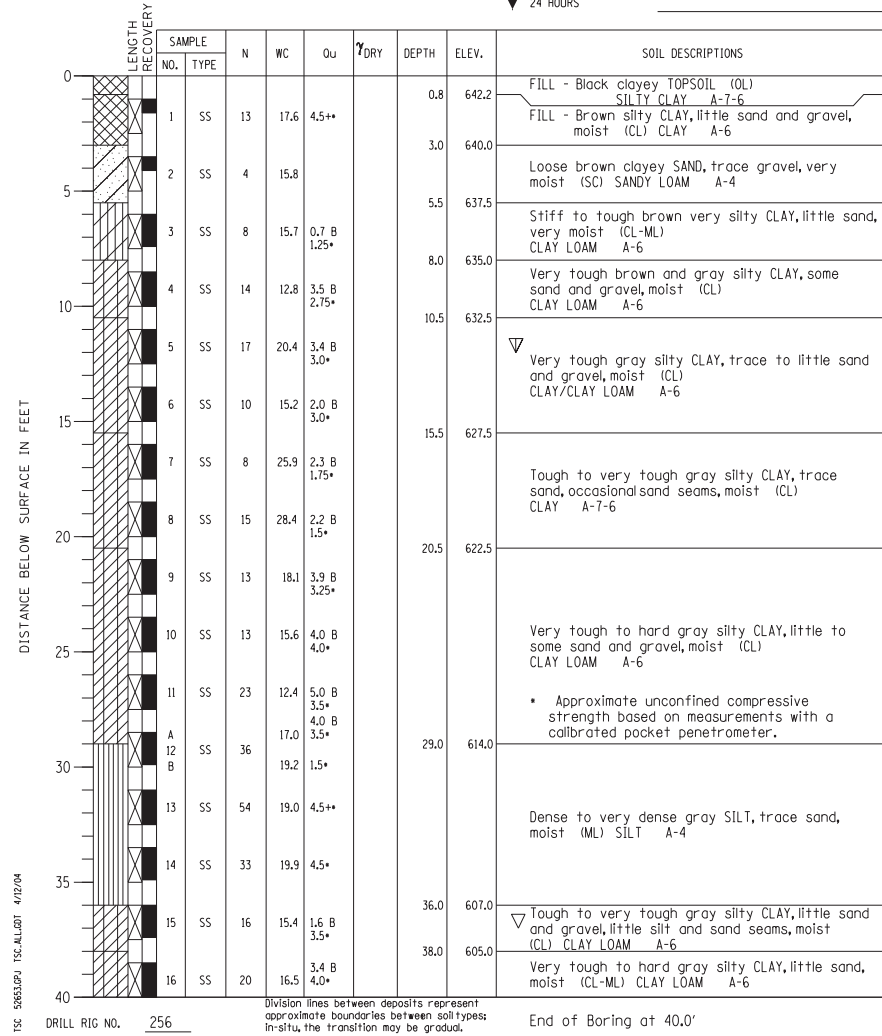 24 HOURS
LENGTH
RECOVERY
SAMPLE
NO. TYPE
N
WC
Qu
γDRY
DEPTH
ELEV.
SOIL DESCRIPTIONS
0
0.8 642.2
FILL - Black clayey TOPSOIL (OL)
SILTY CLAY A-7-6
1 SS 13 17.6 4.5+*
FILL - Brown silty CLAY, little sand and gravel,
moist (CL) CLAY A-6
3.0 640.0
2 SS 4 15.8
Loose brown clayey SAND, trace gravel, very
moist (SC) SANDY LOAM A-4
5
5.5 637.5
3 SS 8 15.7 0.7 B
1.25*
Stiff to tough brown very silty CLAY, little sand,
very moist (CL-ML)
CLAY LOAM A-6
8.0 635.0
4 SS 14 12.8 3.5 B
2.75*
Very tough brown and gray silty CLAY, some
sand and gravel, moist (CL)
CLAY LOAM A-6
10
10.5 632.5
5 SS 17 20.4 3.4 B
3.0*
Very tough gray silty CLAY, trace to little sand
and gravel, moist (CL)
CLAY/CLAY LOAM A-6
6 SS 10 15.2 2.0 B
3.0*
15
15.5 627.5
7 SS 8 25.9 2.3 B
1.75*
Tough to very tough gray silty CLAY, trace
sand, occasional sand seams, moist (CL)
CLAY A-7-6
8 SS 15 28.4 2.2 B
1.5*
20
20.5 622.5
9 SS 13 18.1 3.9 B
3.25*
10 SS 13 15.6 4.0 B
4.0*
Very tough to hard gray silty CLAY, little to
some sand and gravel, moist (CL)
CLAY LOAM A-6
25
11 SS 23 12.4 5.0 B
3.5*
* Approximate unconfined compressive
strength based on measurements with a
calibrated pocket penetrometer.
4.0 B
A 17.0 3.5*
12 SS 36
B 19.2 1.5*
29.0 614.0
30
13 SS 54 19.0 4.5+*
Dense to very dense gray SILT, trace sand,
moist (ML) SILT A-4
14 SS 33 19.9 4.5*
35
36.0 607.0
15 SS 16 15.4 1.6 B
3.5*
Tough to very tough gray silty CLAY, little sand
and gravel, little silt and sand seams, moist
(CL) CLAY LOAM A-6
38.0 605.0
16 SS 20 16.5 3.4 B
4.0*
Very tough to hard gray silty CLAY, little sand,
moist (CL-ML) CLAY LOAM A-6
40
DISTANCE BELOW SURFACE IN FEET
TSC 52653.GPJ TSC_ALL.GDT 4/12/04
DRILL RIG NO. 256
Division lines between deposits represent
approximate boundaries between soil types;
in-situ, the transition may be gradual.
End of Boring at 40.0'